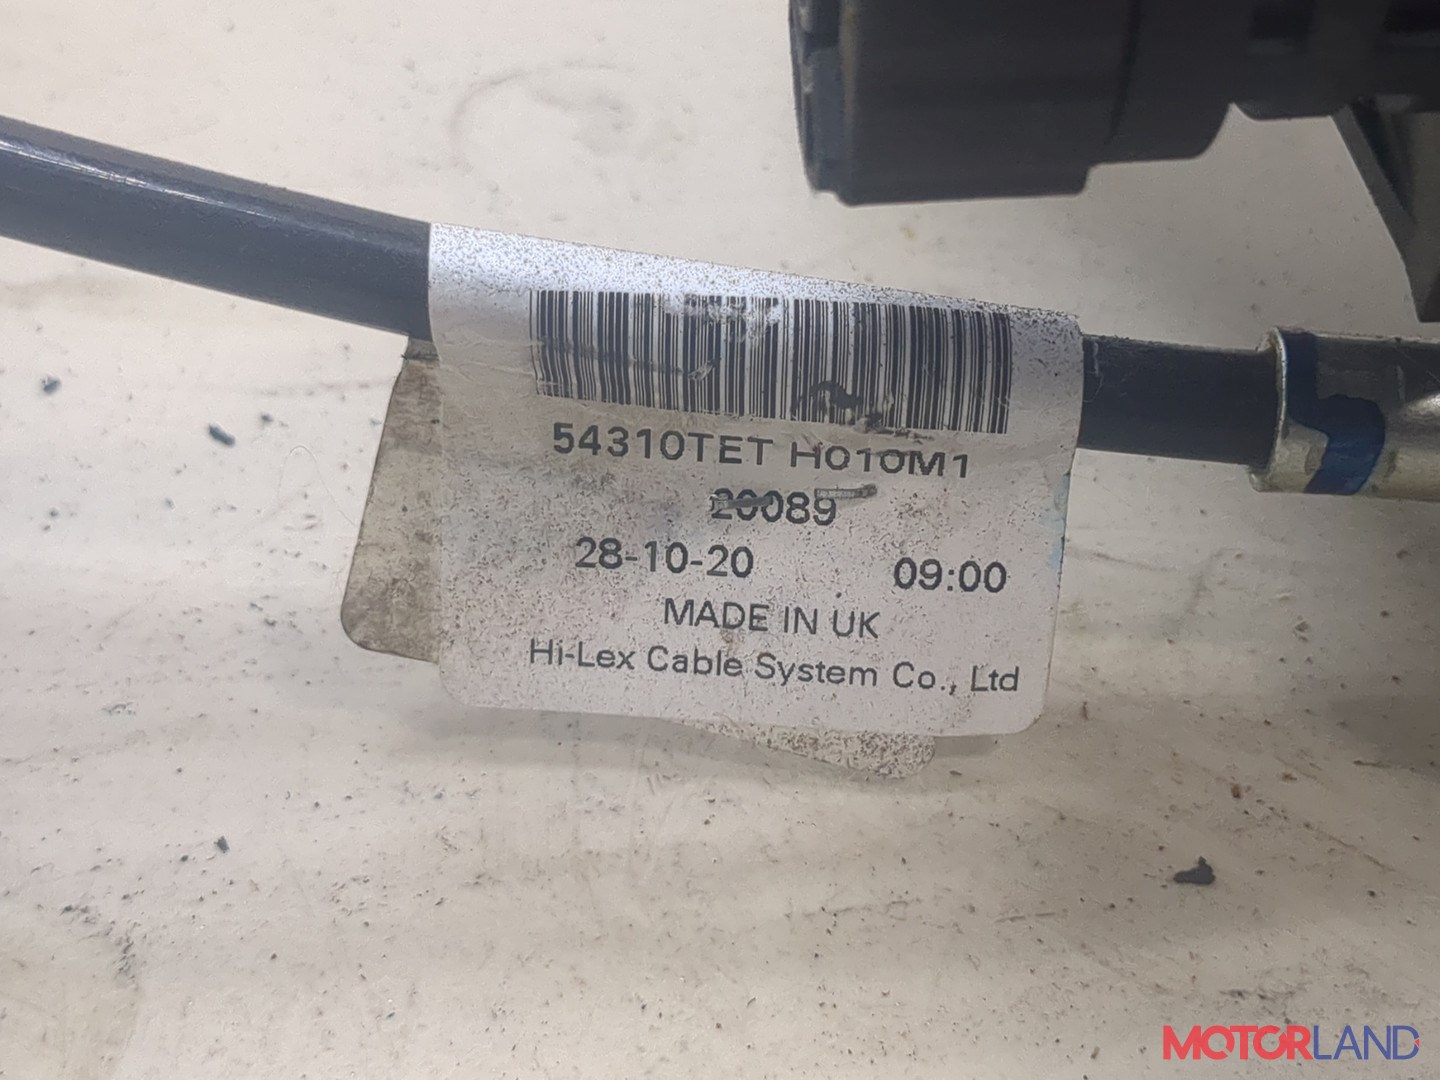 54310TET H010M1
20089
28-10-20 09:00
MADE IN UK
Hi-Lex Cable System Co., Ltd
MOTORLAND